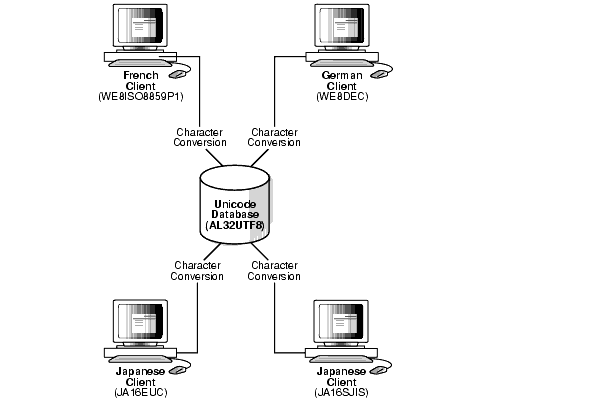 French
Client
(WE8ISO8859P1)
German
Client
(WE8DEC)
Character
Conversion
Character
Conversion
Unicode
Database
(AL32UTF8)
Character
Conversion
Character
Conversion
Japanese
Client
(JA16EUC)
Japanese
Client
(JA16SJIS)